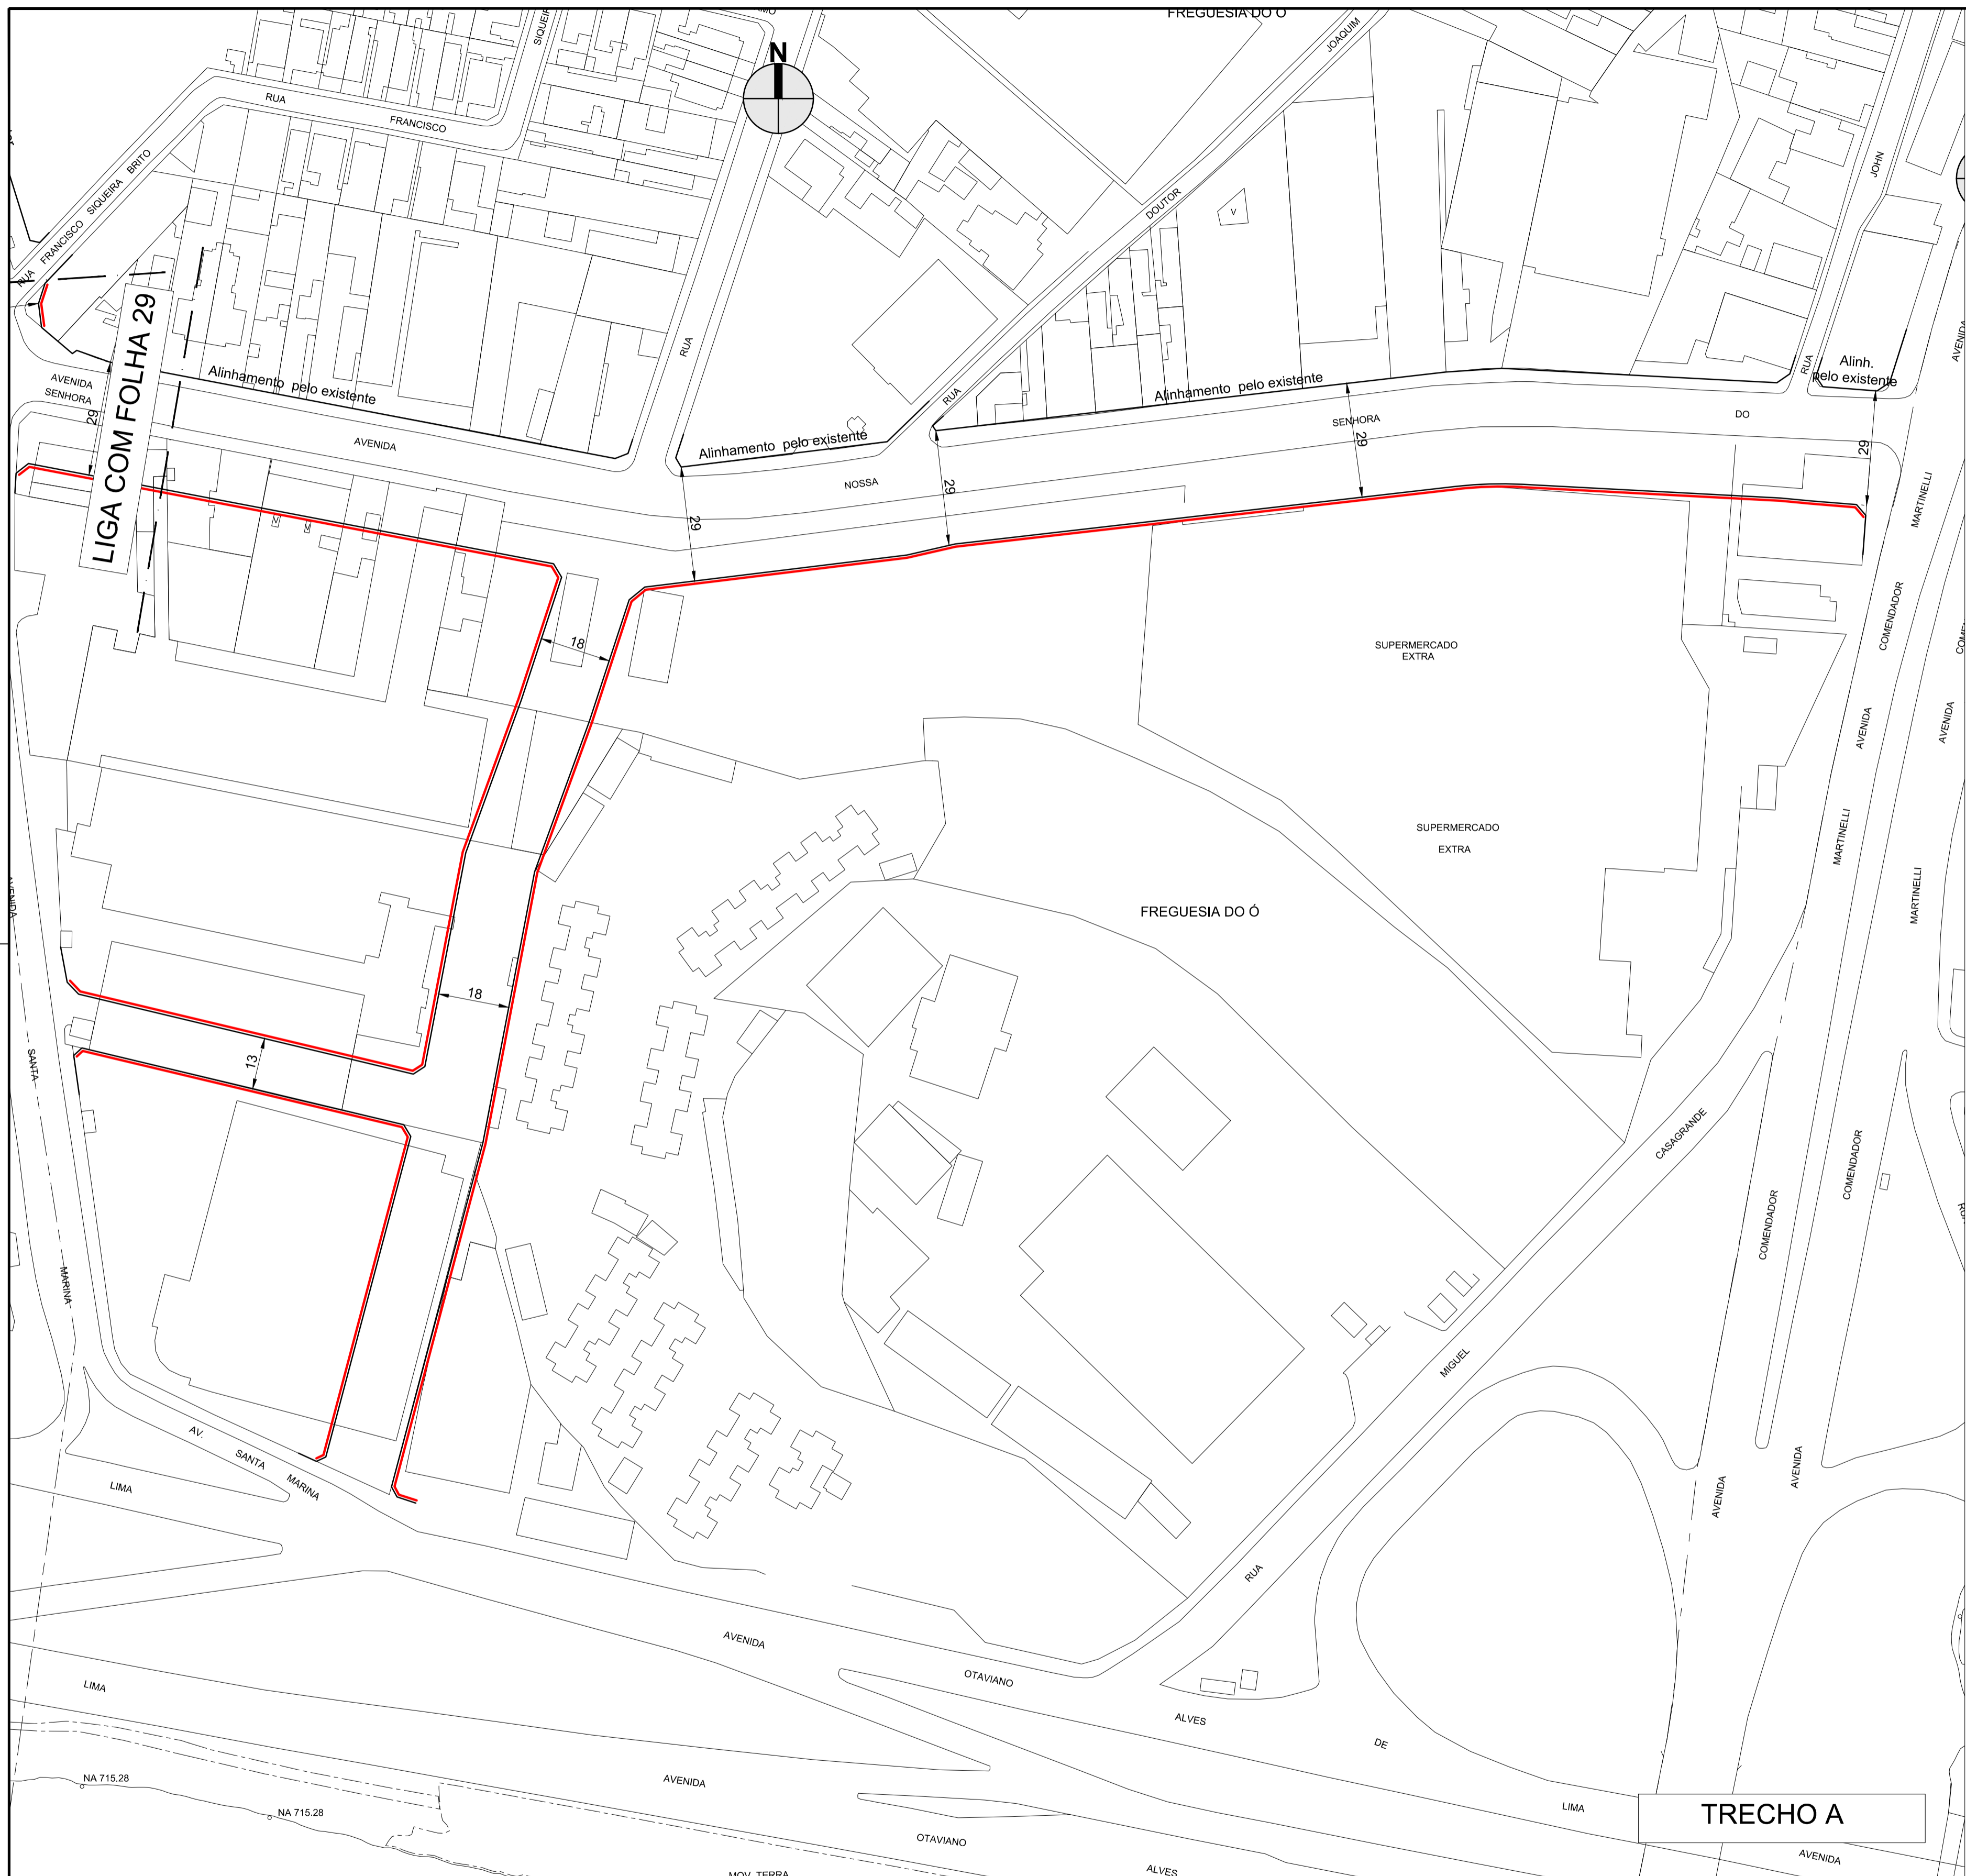 FREGUESIA DO Ó
N
RUA
FRANCISCO
JOAQUIM
DOUTOR
RUA
RUA FRANCISCO SIQUEIRA BRITO
V
JOHN
RUA
AVENIDA
LIGA COM FOLHA 29
AVENIDA
SENHORA
29
Alinhamento pelo existente
AVENIDA
RUA
Alinhamento pelo existente
Alinhamento pelo existente
Alinh.
pelo existente
NOSSA
SENHORA
DO
29
29
29
29
V
V
18
SUPERMERCADO
EXTRA
MARTINELLI
COMENDADOR
AVENIDA
MARTINELLI
AVENIDA
MARTINELLI
SUPERMERCADO
EXTRA
FREGUESIA DO Ó
AVENIDA
SANTA
MARINA
18
13
CASAGRANDE
MIGUEL
RUA
COMENDADOR
COMENDADOR
AVENIDA
AVENIDA
AV.
SANTA
MARINA
LIMA
AVENIDA
OTAVIANO
ALVES
DE
LIMA
AVENIDA
LIMA
NA 715.28
NA 715.28
AVENIDA
OTAVIANO
ALVES
MOV. TERRA
TRECHO A